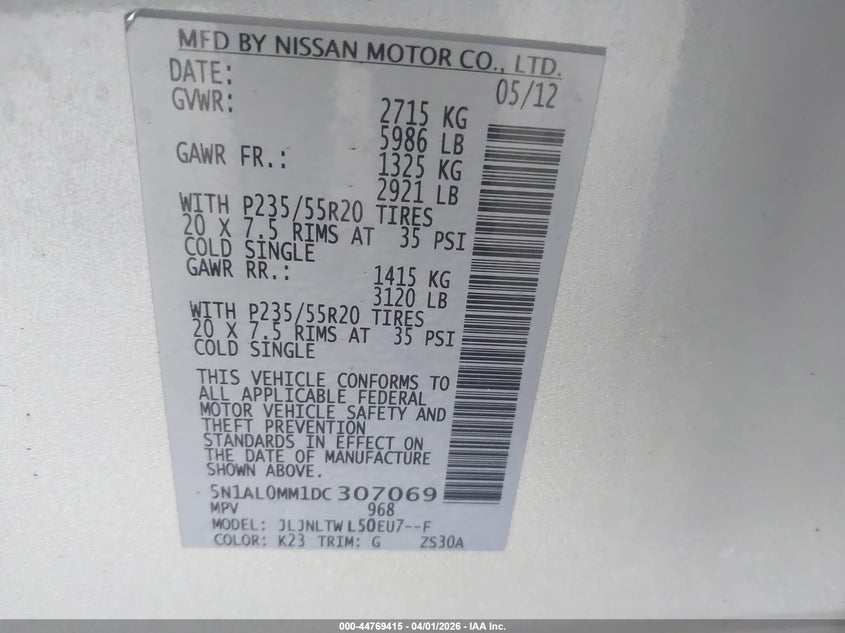 MFD BY NISSAN MOTOR CO., LTD.
DATE: 05/12
GVWR: 2715 KG
5986 LB
GAWR FR.: 1325 KG
2921 LB
WITH P235/55R20 TIRES
20 X 7.5 RIMS AT 35 PSI
COLD SINGLE
GAWR RR.: 1415 KG
3120 LB
WITH P235/55R20 TIRES
20 X 7.5 RIMS AT 35 PSI
COLD SINGLE
THIS VEHICLE CONFORMS TO
ALL APPLICABLE FEDERAL
MOTOR VEHICLE SAFETY AND
THEFT PREVENTION
STANDARDS IN EFFECT ON
THE DATE OF MANUFACTURE
SHOWN ABOVE.
5N1AL0MM1DC 307069
MPV 968
MODEL: JLJNLTW L50EU7--F
COLOR: K23 TRIM: G ZS30A
000-44769415 - 04/01/2026 - IAA Inc.